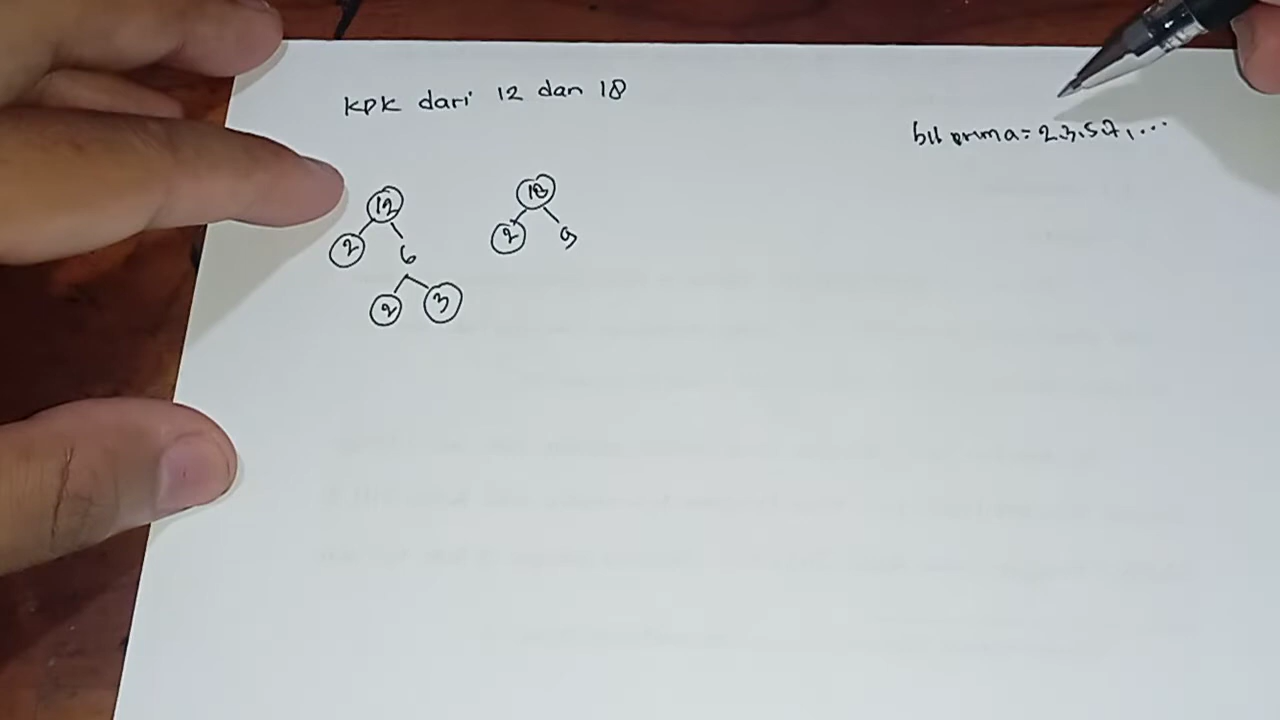 KPK dari 12 dan 18
bil prima = 2,3,5,7, ...
12 18
2 6 2 9
2 3